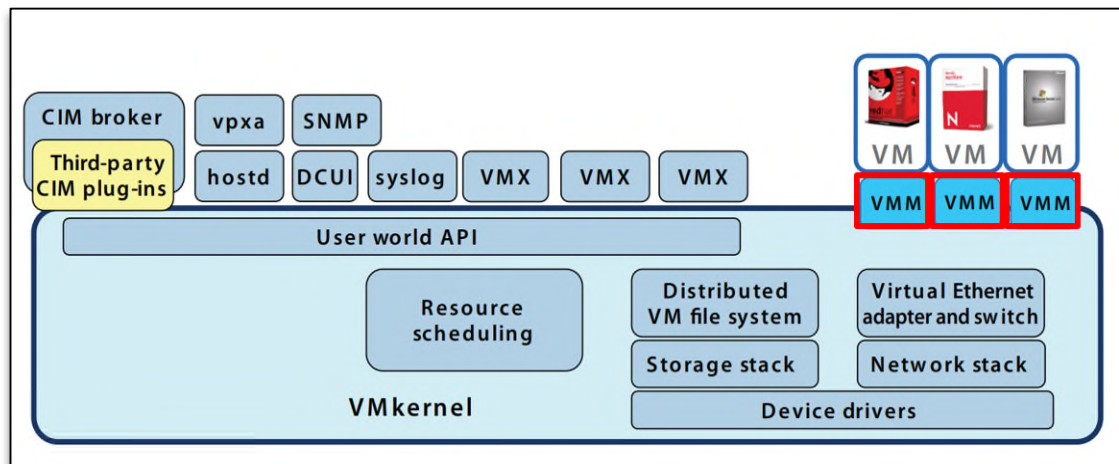 CIM broker
Third-party
CIM plug-ins
vpxa
SNMP
hostd
DCUI
syslog
VMX
VMX
VMX
redhat
N
VM
VM
VM
VMM
VMM
VMM
User world API
Resource
scheduling
Distributed
VM file system
Virtual Ethernet
adapter and switch
Storage stack
Network stack
VMkernel
Device drivers